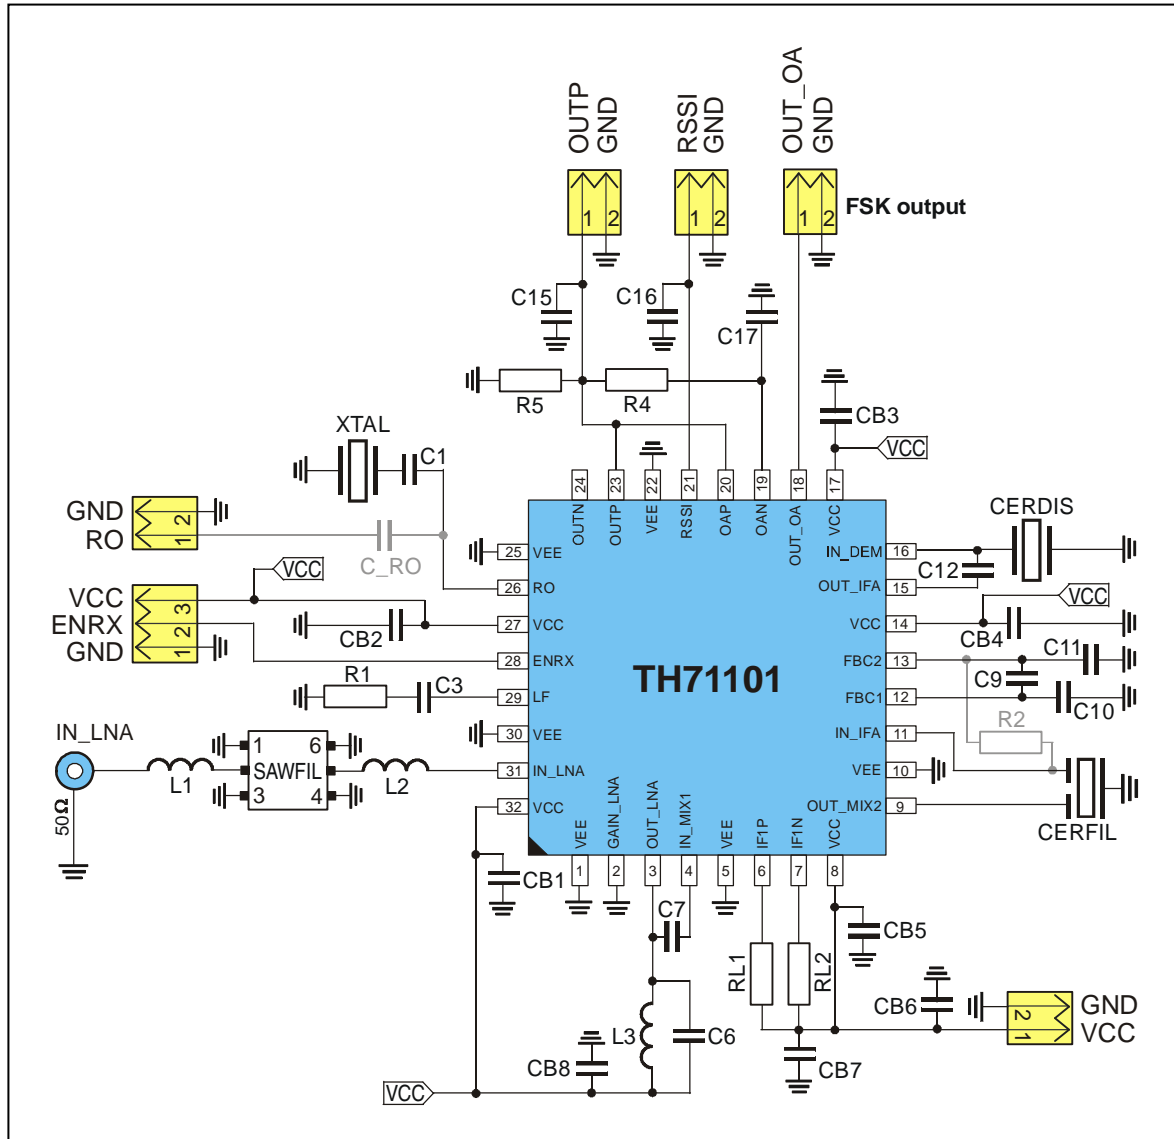 OUTP
GND
RSSI
GND
OUT_OA
GND
1 2
1 2
1 2
FSK output
C15
C16
C17
R5
R4
CB3
VCC
XTAL
C1
GND
RO
2
1
C_RO
VCC
VCC
ENRX
GND
3
2
1
CB2
R1
C3
IN_LNA
50Ω
L1
1 6
SAWFIL
3 4
L2
24 23 22 21 20 19 18 17
OUTN OUTP VEE RSSI OAP OAN OUT_OA VCC
25 VEE
26 RO
27 VCC
28 ENRX
29 LF
30 VEE
31 IN_LNA
32 VCC
TH71101
IN_DEM 16
OUT_IFA 15
VCC 14
FBC2 13
FBC1 12
IN_IFA 11
VEE 10
OUT_MIX2 9
VEE GAIN_LNA OUT_LNA IN_MIX1 VEE IF1P IF1N VCC
1 2 3 4 5 6 7 8
CERDIS
C12
VCC
CB4
C11
C9
C10
R2
CERFIL
CB1
C7
RL1
RL2
CB5
CB6
2
1
GND
VCC
L3
C6
CB8
CB7
VCC